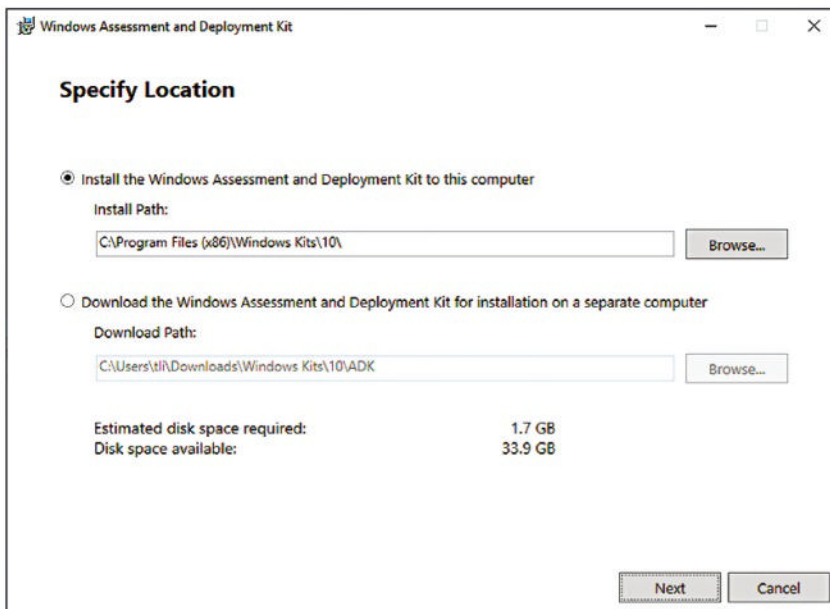 Windows Assessment and Deployment Kit
Specify Location
Install the Windows Assessment and Deployment Kit to this computer
Install Path:
C:\Program Files (x86)\Windows Kits\10\
Browse...
Download the Windows Assessment and Deployment Kit for installation on a separate computer
Download Path:
C:\Users\tli\Downloads\Windows Kits\10\ADK
Browse...
Estimated disk space required: 1.7 GB
Disk space available: 33.9 GB
Next Cancel